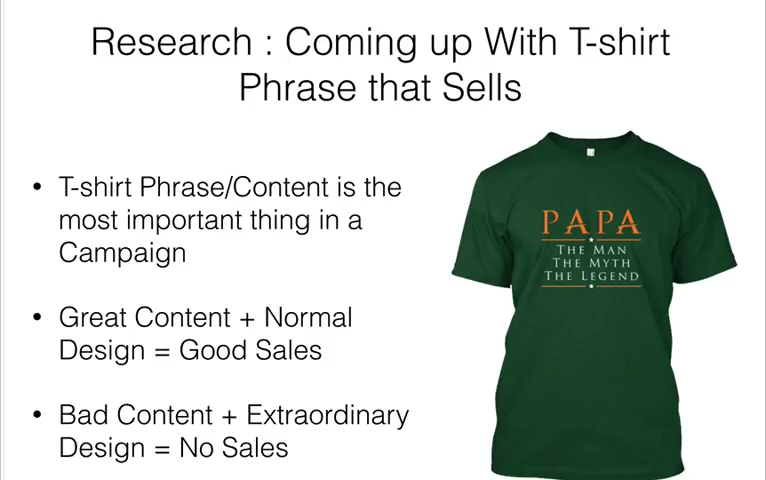 Research : Coming up With T-shirt
Phrase that Sells
• T-shirt Phrase/Content is the
most important thing in a
Campaign
• Great Content + Normal
Design = Good Sales
• Bad Content + Extraordinary
Design = No Sales
PAPA
THE MAN
THE MYTH
THE LEGEND